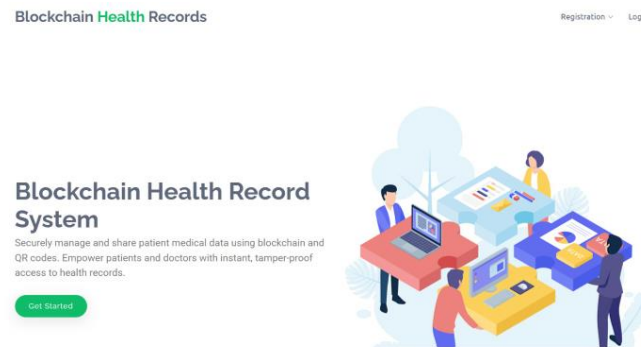 Blockchain Health Records
Registration
Blockchain Health Record
System
Securely manage and share patient medical data using blockchain and
QR codes. Empower patients and doctors with instant, tamper-proof
access to health records.
Get Started